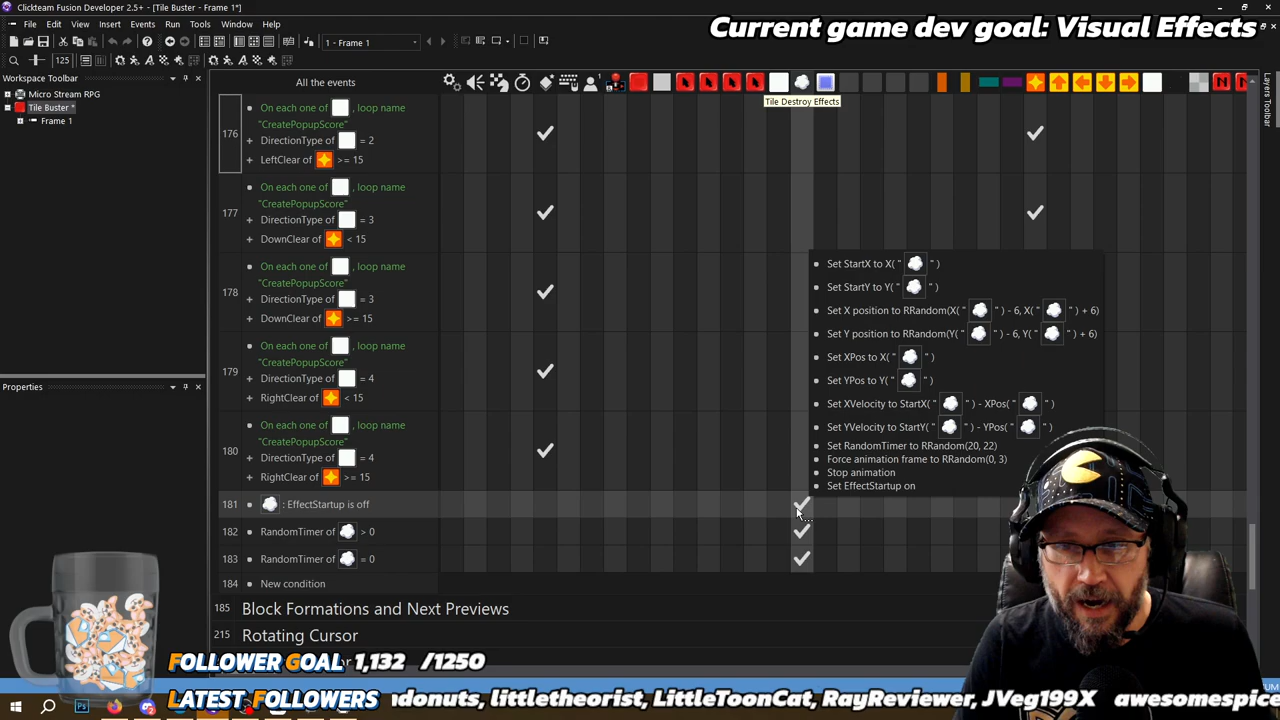 Clickteam Fusion Developer 2.5+ - [Tile Buster - Frame 1*]
Current game dev goal: Visual Effects
File Edit View Insert Events Run Tools Window Help
1 - Frame 1
125
Workspace Toolbar
All the events
Layers Toolbar
Micro Stream RPG
Tile Buster *
Frame 1
Tile Destroy Effects
176
On each one of , loop name
"CreatePopupScore"
+ DirectionType of = 2
+ LeftClear of >= 15
177
On each one of , loop name
"CreatePopupScore"
+ DirectionType of = 3
+ DownClear of < 15
178
On each one of , loop name
"CreatePopupScore"
+ DirectionType of = 3
+ DownClear of >= 15
179
On each one of , loop name
"CreatePopupScore"
+ DirectionType of = 4
+ RightClear of < 15
180
On each one of , loop name
"CreatePopupScore"
+ DirectionType of = 4
+ RightClear of >= 15
Set StartX to X( " " )
Set StartY to Y( " " )
Set X position to RRandom(X( " " ) - 6, X( " " ) + 6)
Set Y position to RRandom(Y( " " ) - 6, Y( " " ) + 6)
Set XPos to X( " " )
Set YPos to Y( " " )
Set XVelocity to StartX( " " ) - XPos( " " )
Set YVelocity to StartY( " " ) - YPos( " " )
Set RandomTimer to RRandom(20, 22)
Force animation frame to RRandom(0, 3)
Stop animation
Set EffectStartup on
Properties
181 : EffectStartup is off
182 RandomTimer of > 0
183 RandomTimer of = 0
184 New condition
185 Block Formations and Next Previews
215 Rotating Cursor
FOLLOWER GOAL 1,132 /1250
LATEST FOLLOWERS donuts, littletheorist, LittleToonCat, RayReviewer, JVeg199X awesomespice